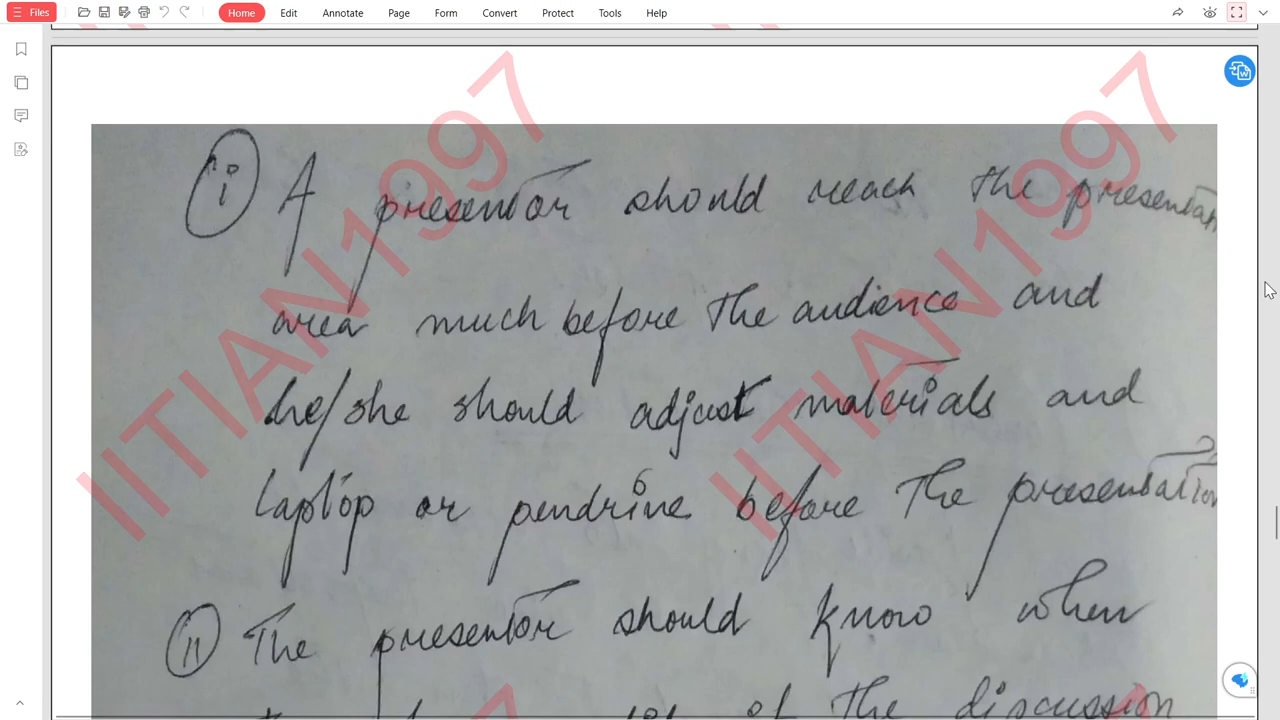 Files
Home
Edit
Annotate
Page
Form
Convert
Protect
Tools
Help
IITIAN1997
IITIAN1997
(i) A presentor should reach the
area much before the audience and
he/she should adjust materials and
laptop or pendrive before the presentation
(ii) The presentor should know when
of the discussion